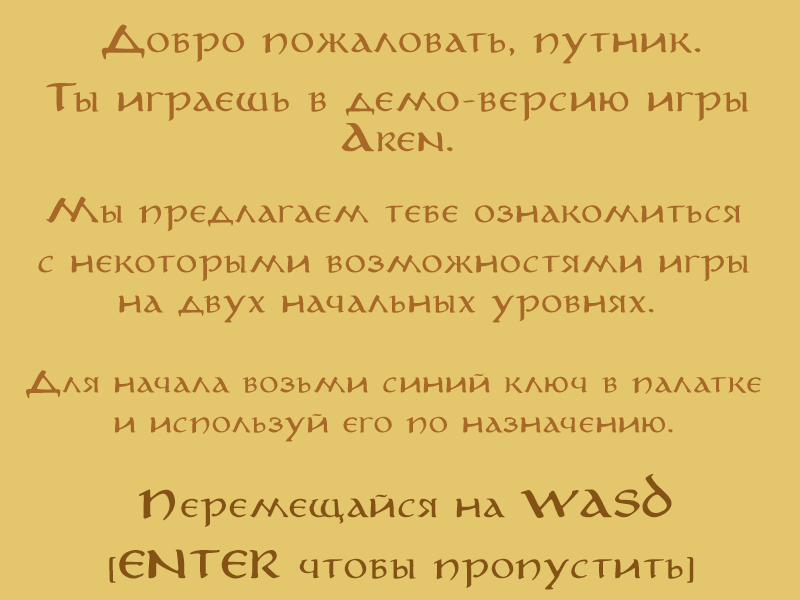 Добро пожаловать, путник.
Ты играешь в демо-версию игры
Aren.
Мы предлагаем тебе ознакомиться
с некоторыми возможностями игры
на двух начальных уровнях.
Для начала возьми синий ключ в палатке
и используй его по назначению.
Перемещайся на WASD
[ENTER чтобы пропустить]